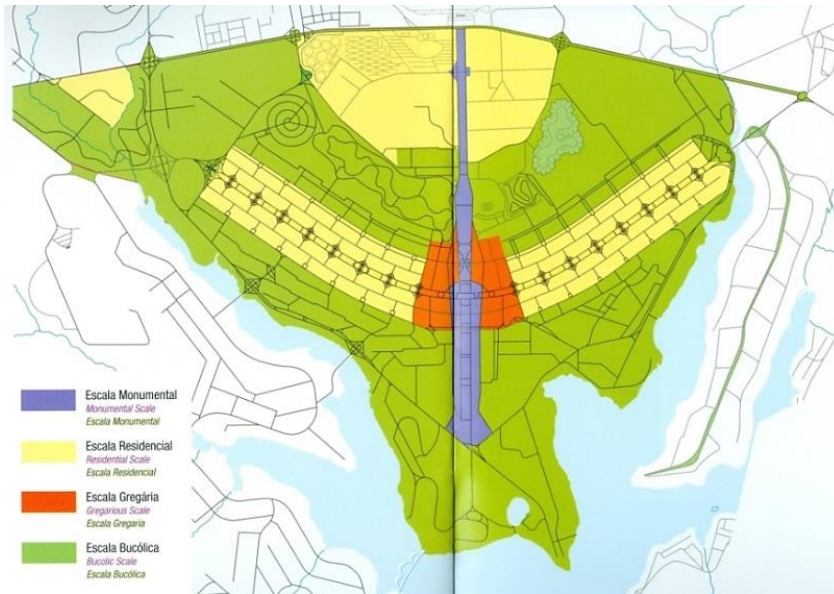 Escala Monumental
Monumental Scale
Escala Monumental
Escala Residencial
Residential Scale
Escala Residencial
Escala Gregária
Gregarious Scale
Escala Gregaria
Escala Bucólica
Bucolic Scale
Escala Bucólica